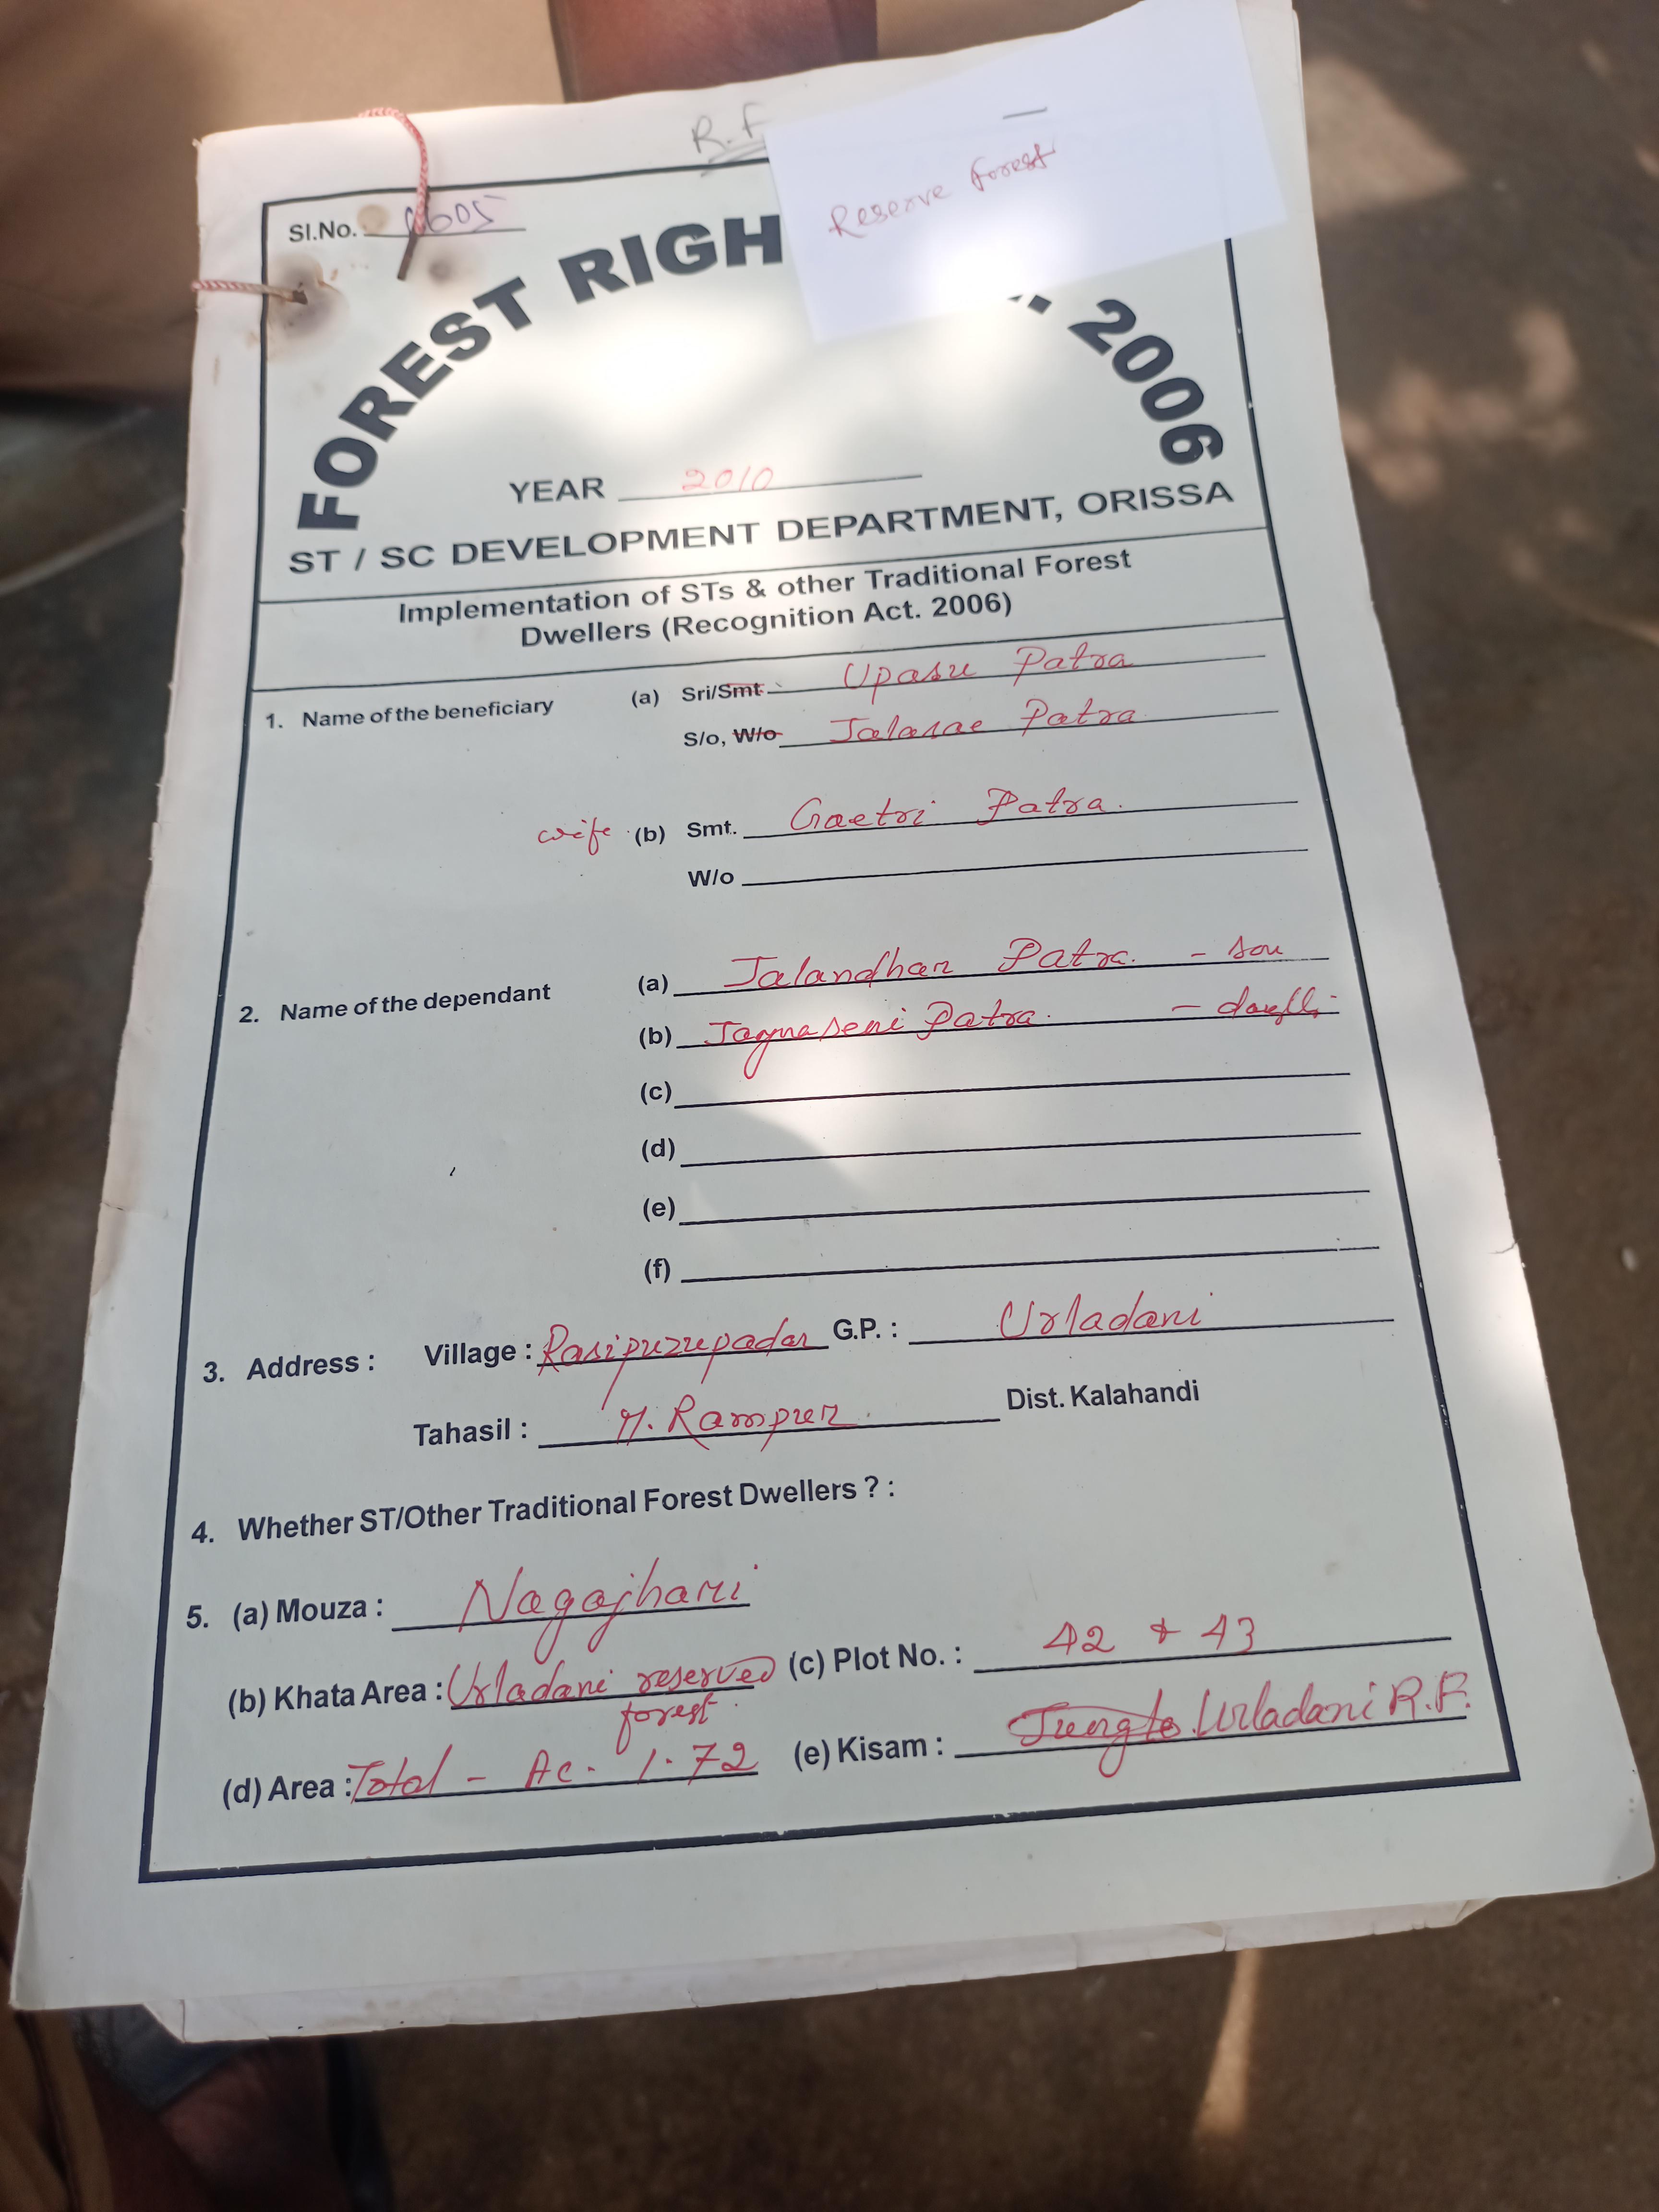 R.F
Reserve Forest
Sl.No. 605
FOREST RIGH 2006
YEAR 2010
ST / SC DEVELOPMENT DEPARTMENT, ORISSA
Implementation of STs & other Traditional Forest
Dwellers (Recognition Act. 2006)
1. Name of the beneficiary (a) Sri/Smt. Upasu Patra
S/o, W/o Jalasae Patra
wife (b) Smt. Gaetri Patra.
W/o
2. Name of the dependant (a) Jalandhar Patra. - son
(b) Jagnaseni Patra. -
(c)
(d)
(e)
(f)
3. Address : Village : Rasipuzupadar G.P. : Urladani
Tahasil : M. Rampur. Dist. Kalahandi
4. Whether ST/Other Traditional Forest Dwellers ? :
5. (a) Mouza : Nagajhari
(b) Khata Area : Urladani reserved forest. (c) Plot No. : 42 & 43
(d) Area : Total - Ac. 1.72 (e) Kisam : Jungle Urladani R.F.